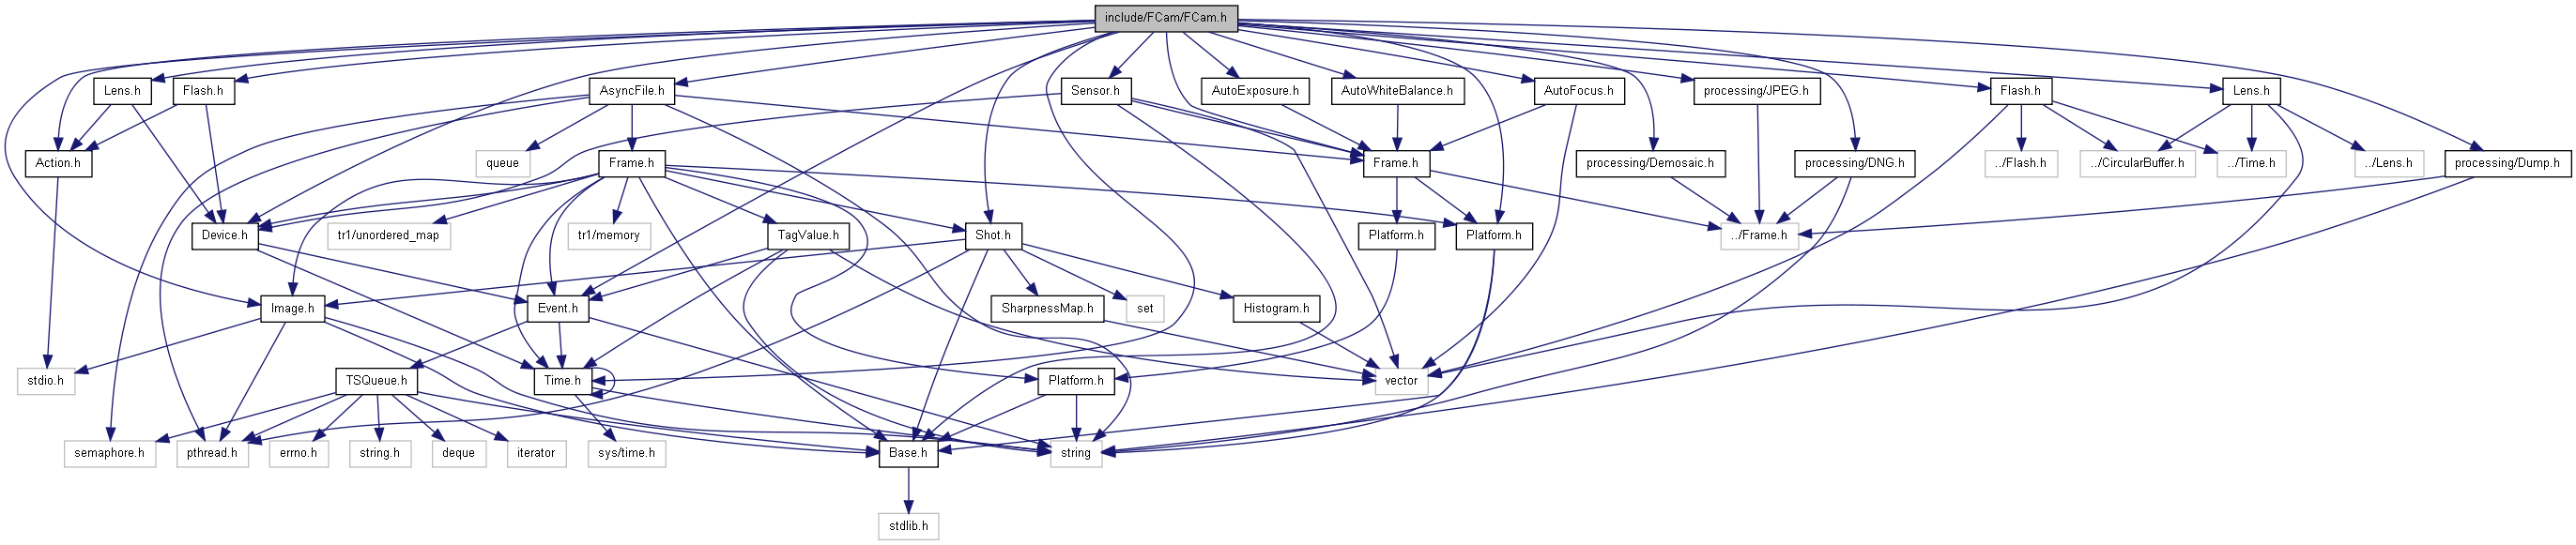 include/FCam/FCam.h
Lens.h
Flash.h
AsyncFile.h
Sensor.h
AutoExposure.h
AutoWhiteBalance.h
AutoFocus.h
processing/JPEG.h
Flash.h
Lens.h
Action.h
queue
Frame.h
Frame.h
processing/Demosaic.h
processing/DNG.h
../Flash.h
../CircularBuffer.h
../Time.h
../Lens.h
processing/Dump.h
Device.h
tr1/unordered_map
tr1/memory
TagValue.h
Shot.h
Platform.h
Platform.h
../Frame.h
Image.h
Event.h
SharpnessMap.h
set
Histogram.h
stdio.h
TSQueue.h
Time.h
Platform.h
vector
semaphore.h
pthread.h
errno.h
string.h
deque
iterator
sys/time.h
Base.h
string
stdlib.h